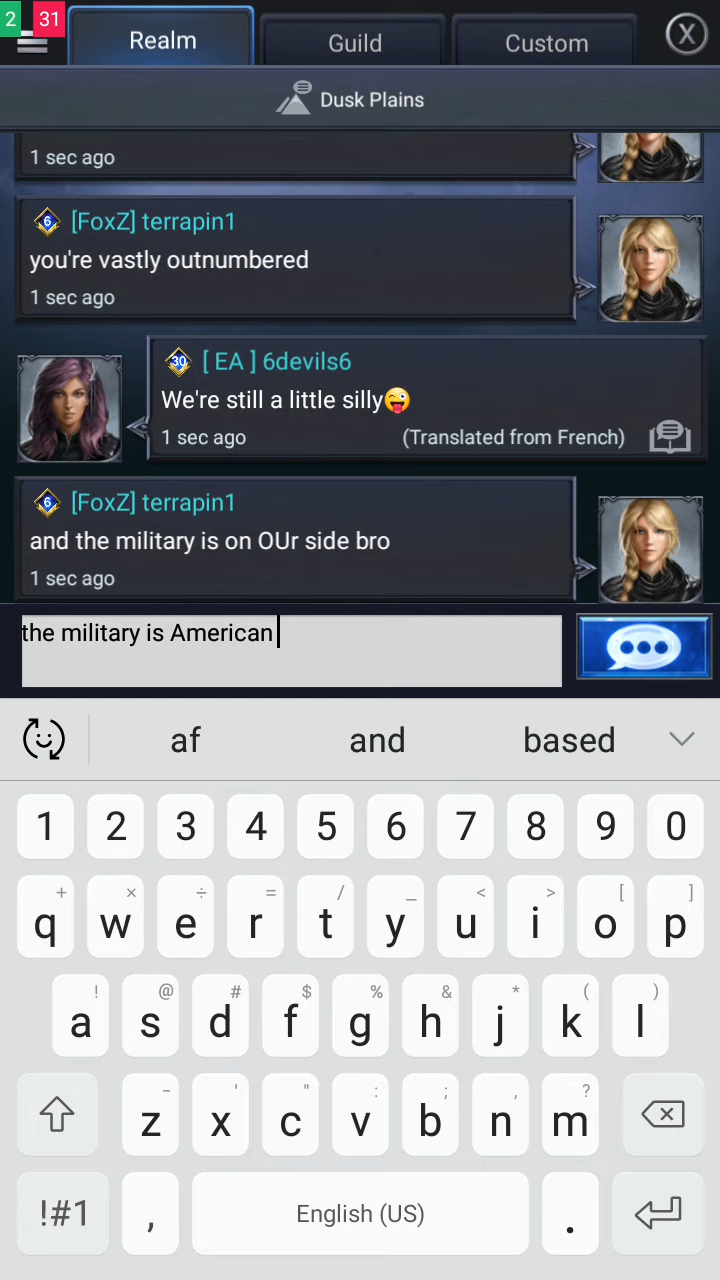 2 31
Realm
Guild
Custom
X
Dusk Plains
1 sec ago
6 [FoxZ] terrapin1
you're vastly outnumbered
1 sec ago
30 [ EA ] 6devils6
We're still a little silly😜
1 sec ago (Translated from French)
6 [FoxZ] terrapin1
and the military is on OUr side bro
1 sec ago
the military is American
af and based
1 2 3 4 5 6 7 8 9 0
+ × ÷ = / _ < > [ ]
q w e r t y u i o p
! @ # $ % & * ( )
a s d f g h j k l
- ' " : ; , ?
z x c v b n m
!#1 , English (US) .